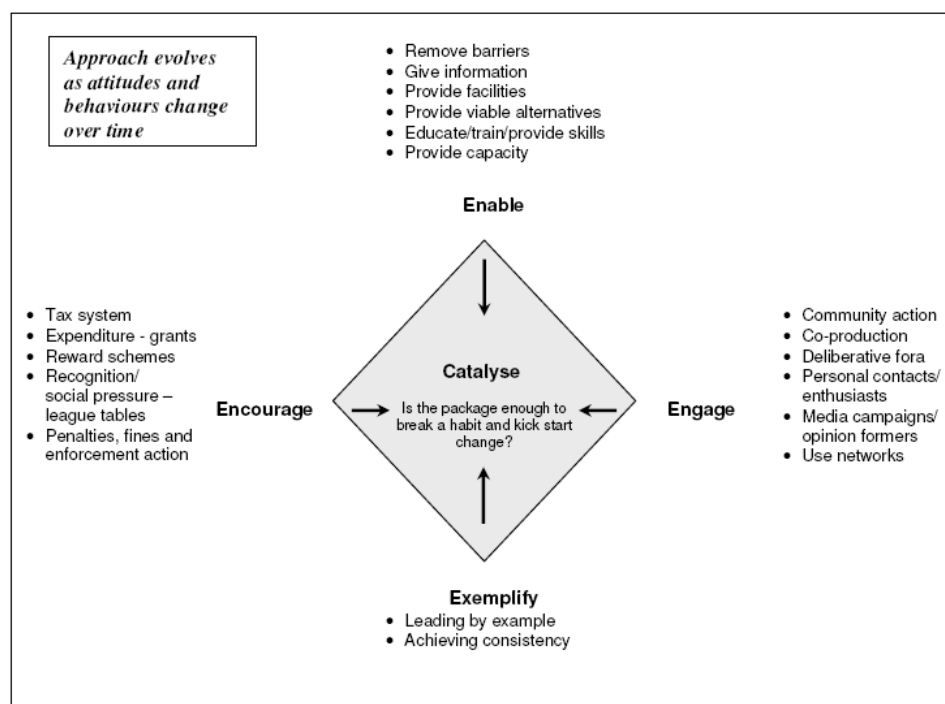 Approach evolves
as attitudes and
behaviours change
over time
• Remove barriers
• Give information
• Provide facilities
• Provide viable alternatives
• Educate/train/provide skills
• Provide capacity
Enable
• Tax system
• Expenditure - grants
• Reward schemes
• Recognition/
social pressure –
league tables
• Penalties, fines and
enforcement action
Encourage
Catalyse
Is the package enough to
break a habit and kick start
change?
Engage
• Community action
• Co-production
• Deliberative fora
• Personal contacts/
enthusiasts
• Media campaigns/
opinion formers
• Use networks
Exemplify
• Leading by example
• Achieving consistency